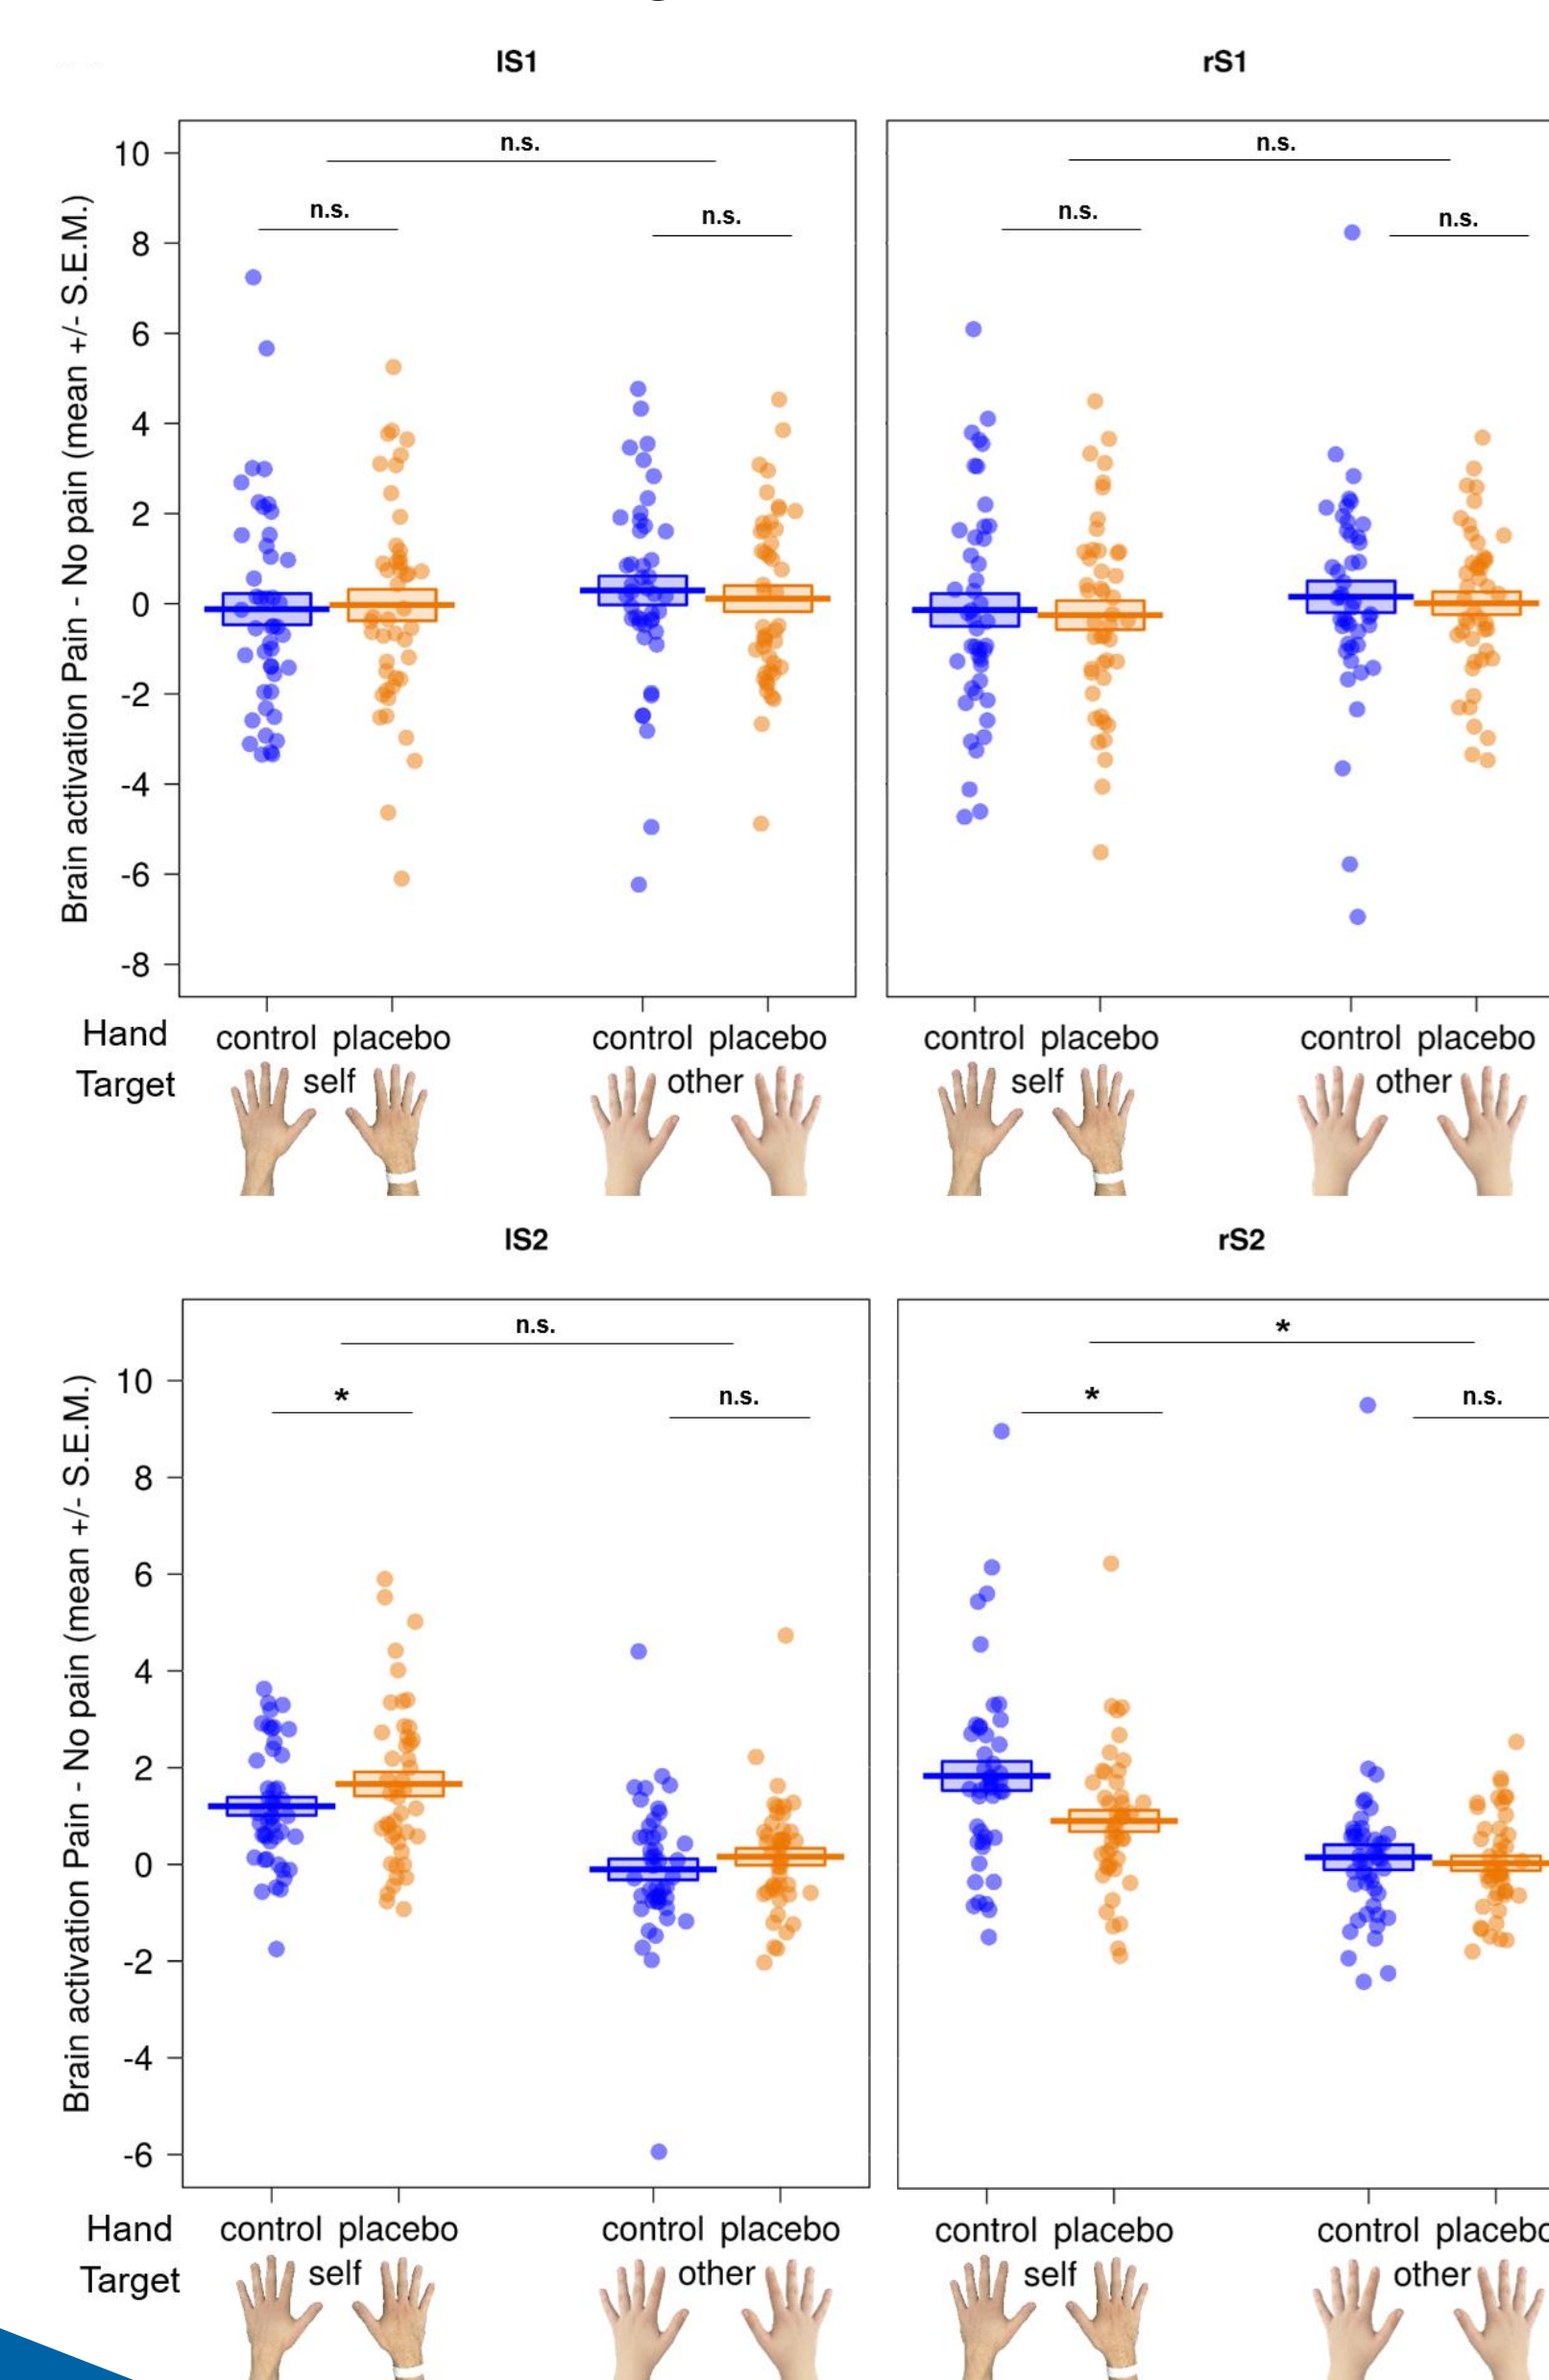 lS1
rS1
n.s.
n.s.
n.s.
n.s.
n.s.
n.s.
Brain activation Pain - No pain (mean +/- S.E.M.)
10
8
6
4
2
0
-2
-4
-6
-8
Hand control placebo control placebo control placebo control placebo
Target self other self other
lS2
rS2
n.s.
*
*
n.s.
*
n.s.
Brain activation Pain - No pain (mean +/- S.E.M.)
10
8
6
4
2
0
-2
-4
-6
Hand control placebo control placebo control placebo control placebo
Target self other self other